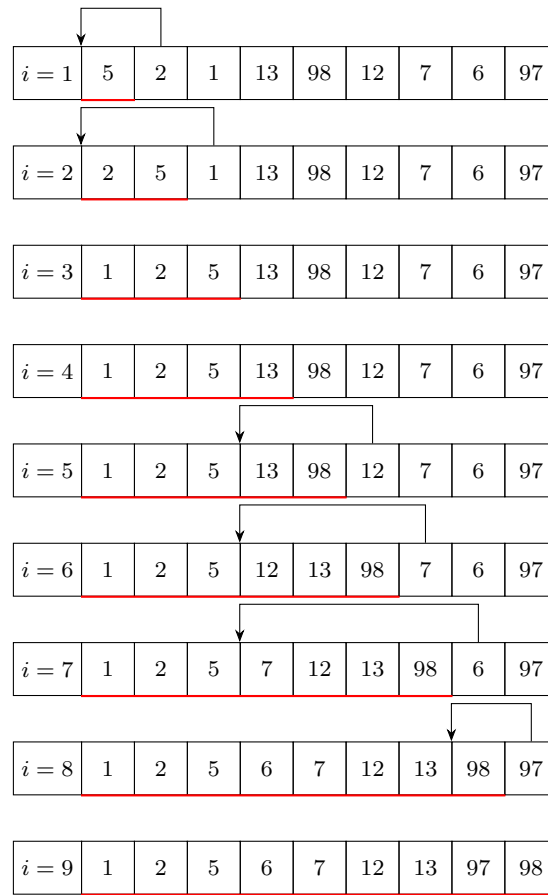 i = 1 5 2 1 13 98 12 7 6 97
i = 2 2 5 1 13 98 12 7 6 97
i = 3 1 2 5 13 98 12 7 6 97
i = 4 1 2 5 13 98 12 7 6 97
i = 5 1 2 5 13 98 12 7 6 97
i = 6 1 2 5 12 13 98 7 6 97
i = 7 1 2 5 7 12 13 98 6 97
i = 8 1 2 5 6 7 12 13 98 97
i = 9 1 2 5 6 7 12 13 97 98